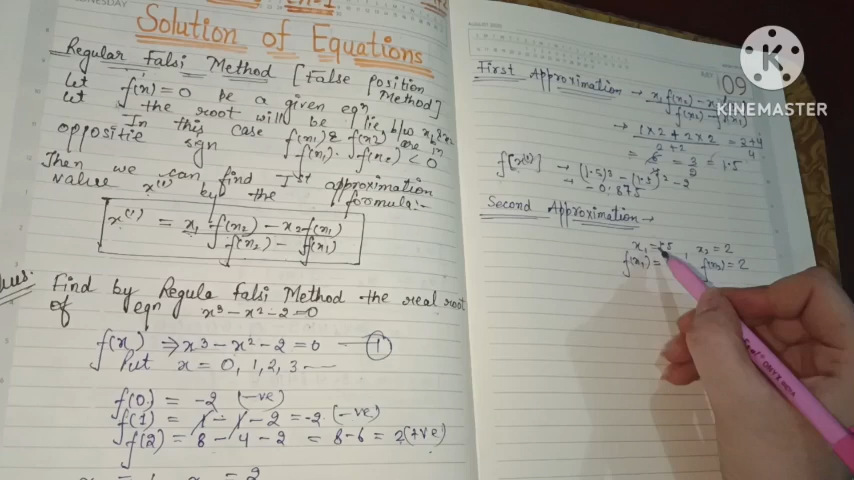 Solution of Equations
Regular Falsi Method [False Position Method]
let f(x)=0 be a given eqn
let the root will be lie, b/w x₁ & x₂
In this case f(x₁) & f(x₂) are in
oppositie sgn f(x₁). f(x₂) < 0
Then we can find Ist approximation
value x⁽¹⁾ by the formula:-
x⁽¹⁾ = x₁ f(x₂) - x₂ f(x₁)
f(x₂) - f(x₁)
Find by Regula Falsi Method the real root
of eqn x³-x²-2=0
f(x) ⇒ x³-x²-2=0 — ①
Put x = 0, 1, 2, 3 ----
f(0) = -2 (-ve)
f(1) = 1 - 1 - 2 = -2 (-ve)
f(2) = 8 - 4 - 2 = 8-6 = 2(+ve)
= 2
AUGUST
JULY 09
KINEMASTER
First Approximation → x₁ f(x₂) -
f(x₂) - f(x₁)
→ 1×2+2×2 = 2+4
2+2 4
= 6 = 3 = 1.5
f[x⁽¹⁾] → (1.5)³ - (1.5)² - 2
→ - 0.875
Second Approximation →
x₁ = 1.5 , x₂ = 2
f(x₁) = f(x₂) = 2